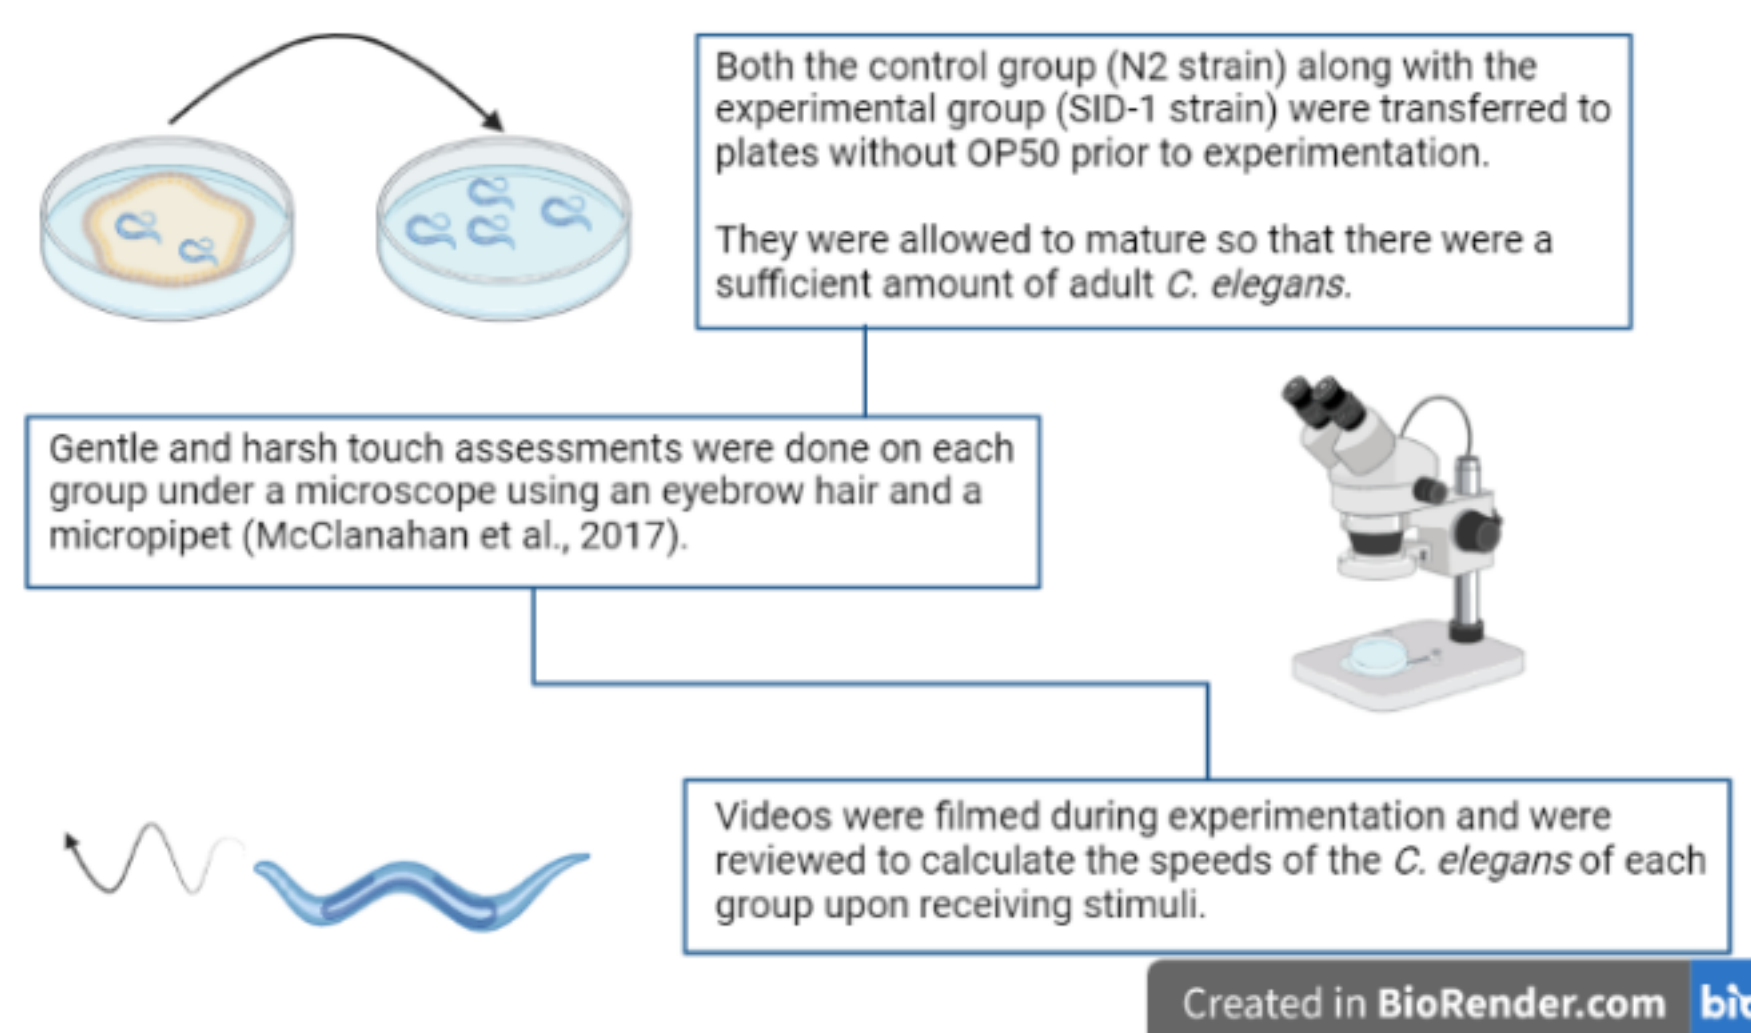 Both the control group (N2 strain) along with the
experimental group (SID-1 strain) were transferred to
plates without OP50 prior to experimentation.
They were allowed to mature so that there were a
sufficient amount of adult C. elegans.
Gentle and harsh touch assessments were done on each
group under a microscope using an eyebrow hair and a
micropipet (McClanahan et al., 2017).
Videos were filmed during experimentation and were
reviewed to calculate the speeds of the C. elegans of each
group upon receiving stimuli.
Created in BioRender.com